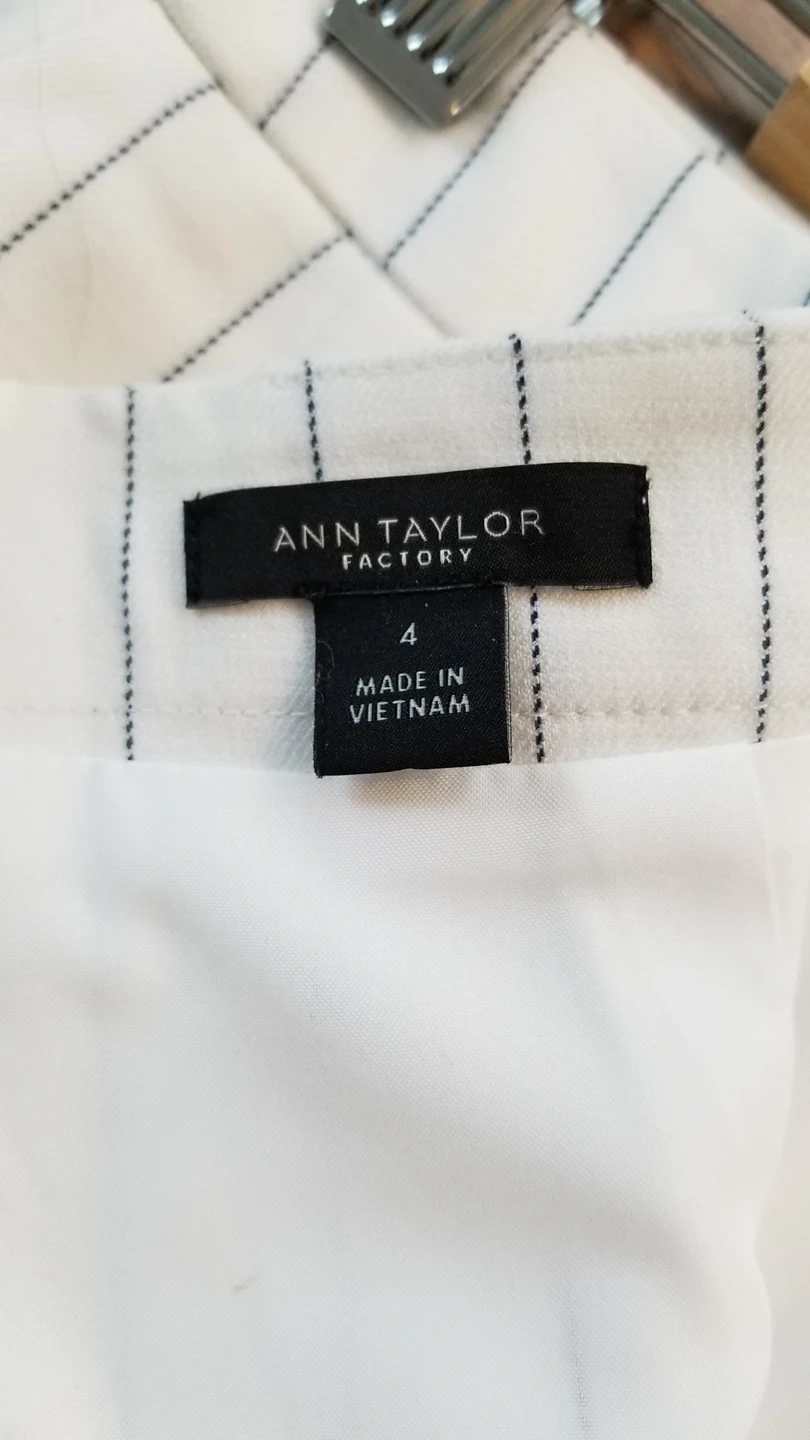 ANN TAYLOR
FACTORY
4
MADE IN
VIETNAM